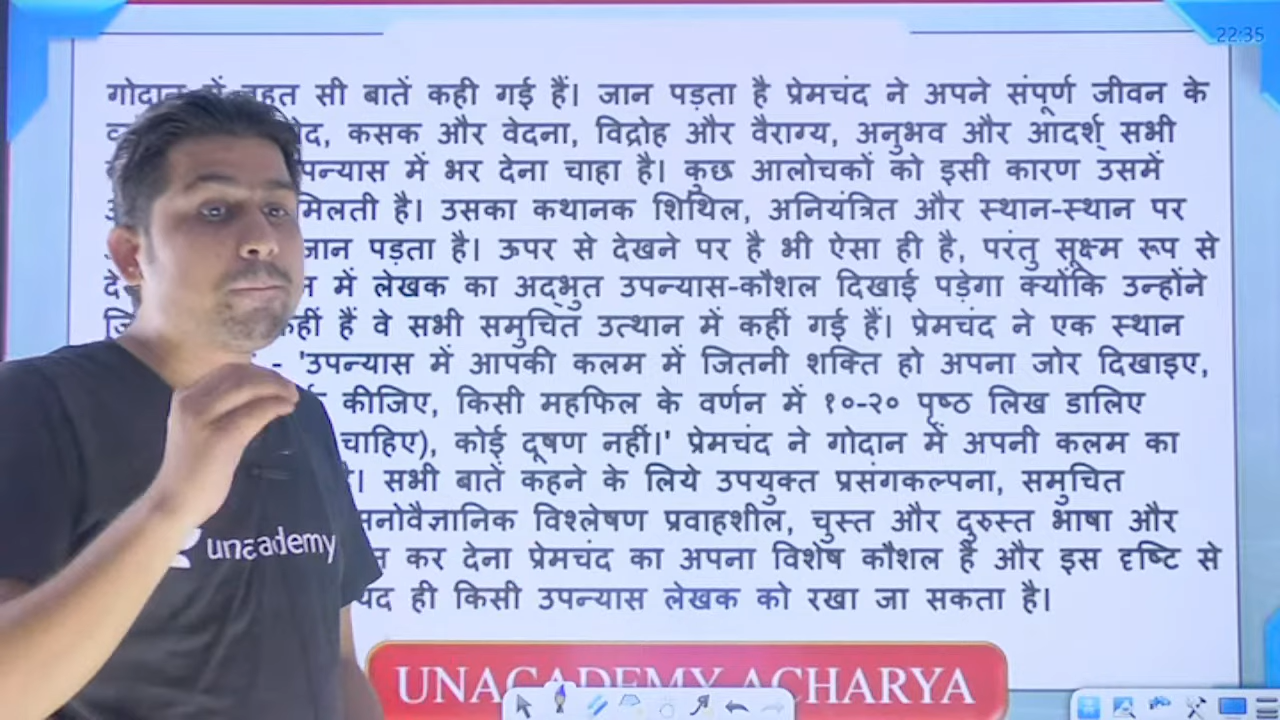 22:35
गोदान में बहुत सी बातें कही गई हैं। जान पड़ता है प्रेमचंद ने अपने संपूर्ण जीवन के
कसक और वेदना, विद्रोह और वैराग्य, अनुभव और आदर्श् सभी
में भर देना चाहा है। कुछ आलोचकों को इसी कारण उसमें
मिलती है। उसका कथानक शिथिल, अनियंत्रित और स्थान-स्थान पर
जान पड़ता है। ऊपर से देखने पर है भी ऐसा ही है, परंतु सूक्ष्म रूप से
में लेखक का अद्भुत उपन्यास-कौशल दिखाई पड़ेगा क्योंकि उन्होंने
हैं वे सभी समुचित उत्थान में कहीं गई हैं। प्रेमचंद ने एक स्थान
- 'उपन्यास में आपकी कलम में जितनी शक्ति हो अपना जोर दिखाइए,
कीजिए, किसी महफिल के वर्णन में १०-२० पृष्ठ लिख डालिए
चाहिए), कोई दूषण नहीं।' प्रेमचंद ने गोदान में अपनी कलम का
। सभी बातें कहने के लिये उपयुक्त प्रसंगकल्पना, समुचित
विश्लेषण प्रवाहशील, चुस्त और दुरुस्त भाषा और
कर देना प्रेमचंद का अपना विशेष कौशल है और इस दृष्टि से
ही किसी उपन्यास लेखक को रखा जा सकता है।
unacademy
UNACADEMY ACHARYA